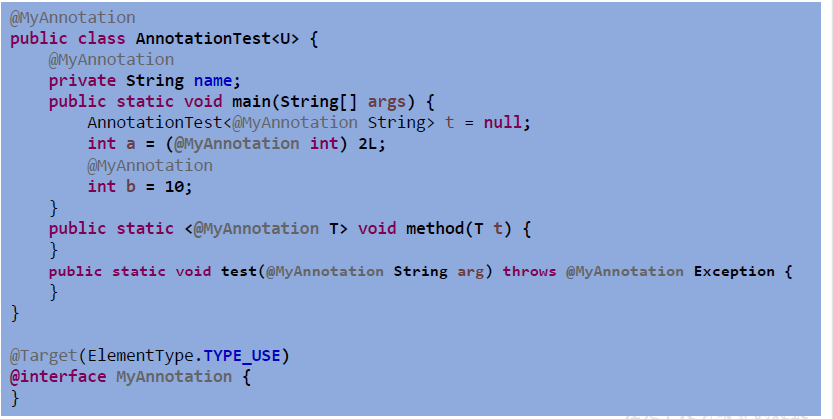 @MyAnnotation
public class AnnotationTest<U> {
    @MyAnnotation
    private String name;
    public static void main(String[] args) {
        AnnotationTest<@MyAnnotation String> t = null;
        int a = (@MyAnnotation int) 2L;
        @MyAnnotation
        int b = 10;
    }
    public static <@MyAnnotation T> void method(T t) {
    }
    public static void test(@MyAnnotation String arg) throws @MyAnnotation Exception {
    }
}

@Target(ElementType.TYPE_USE)
@interface MyAnnotation {
}